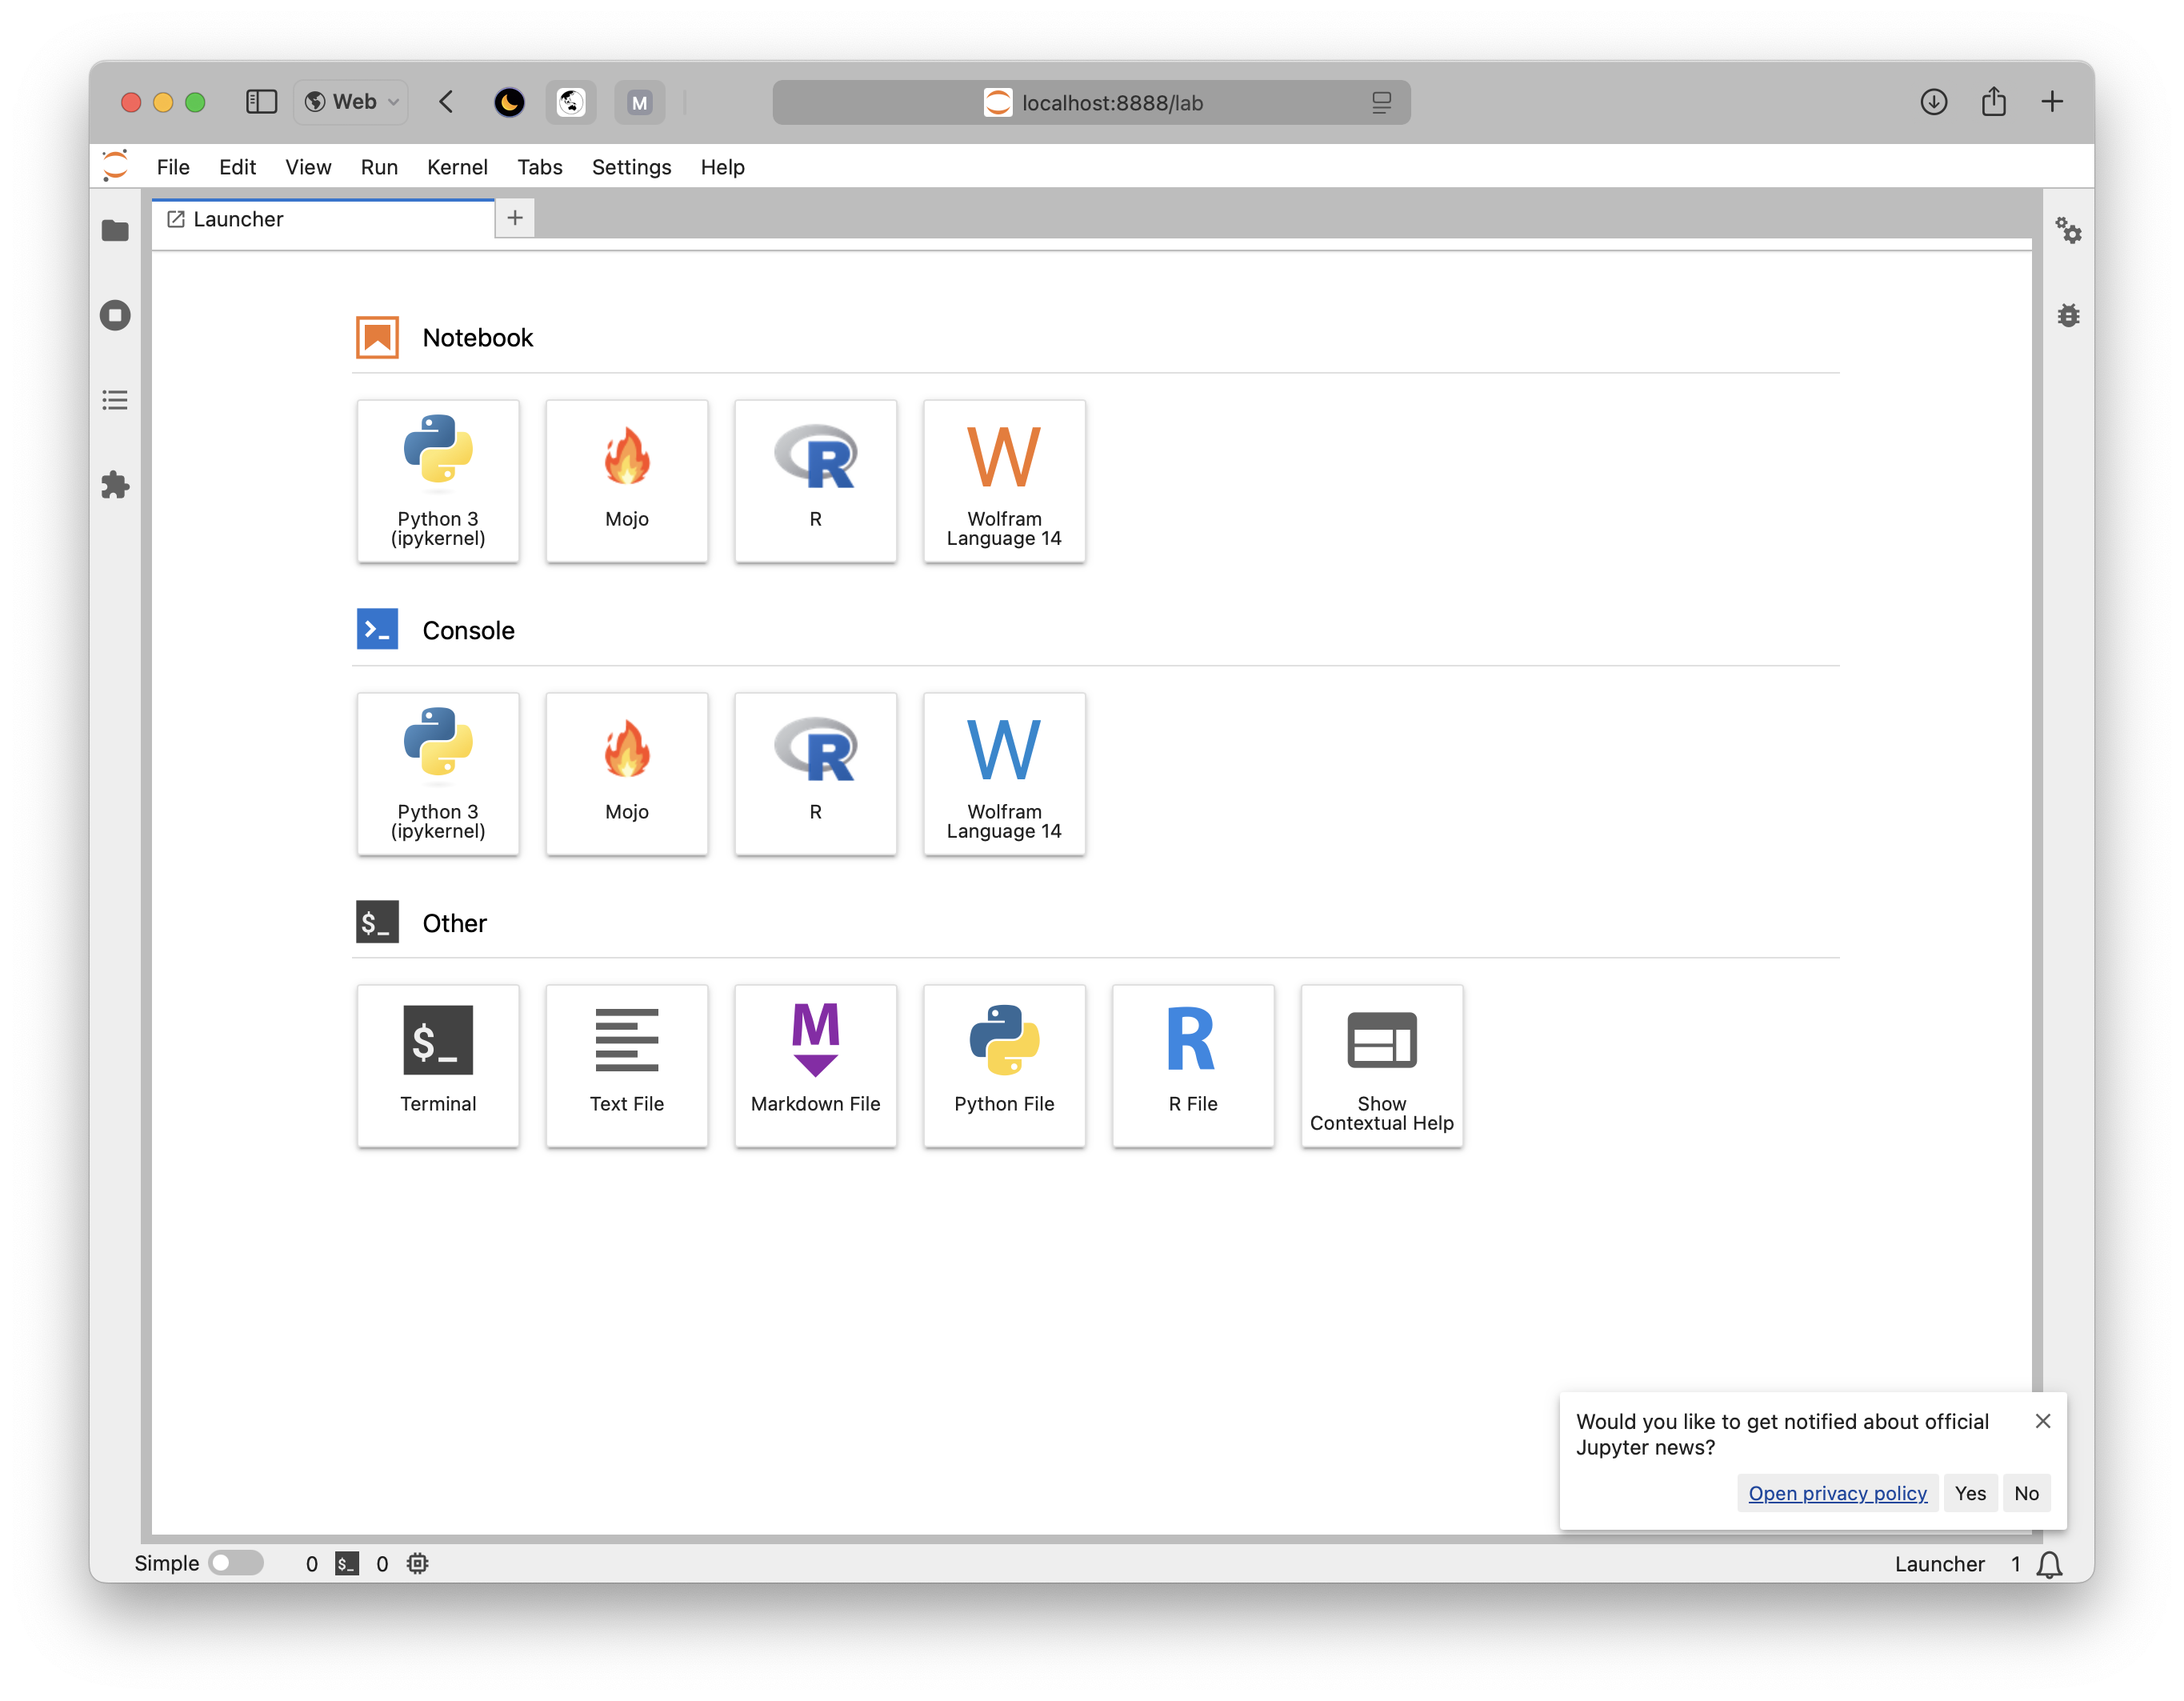 Web
M
localhost:8888/lab
File Edit View Run Kernel Tabs Settings Help
Launcher
Notebook
Python 3
(ipykernel)
Mojo
R
R
W
Wolfram
Language 14
>_
Console
Python 3
(ipykernel)
Mojo
R
R
W
Wolfram
Language 14
$_
Other
$_
Terminal
Text File
M
Markdown File
Python File
R
R File
Show
Contextual Help
Would you like to get notified about official
Jupyter news?
Open privacy policy Yes No
Simple 0 $_ 0 Launcher 1